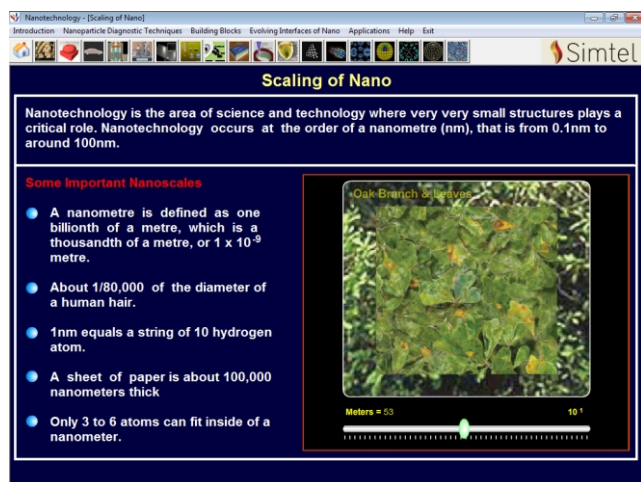 Nanotechnology - [Scaling of Nano]
Introduction Nanoparticle Diagnostic Techniques Building Blocks Evolving Interfaces of Nano Applications Help Exit
Simtel
Scaling of Nano
Nanotechnology is the area of science and technology where very very small structures plays a
critical role. Nanotechnology occurs at the order of a nanometre (nm), that is from 0.1nm to
around 100nm.
Some Important Nanoscales
A nanometre is defined as one
billionth of a metre, which is a
thousandth of a metre, or 1 x 10⁻⁹
metre.
About 1/80,000 of the diameter of
a human hair.
1nm equals a string of 10 hydrogen
atom.
A sheet of paper is about 100,000
nanometers thick
Only 3 to 6 atoms can fit inside of a
nanometer.
Oak Branch & Leaves
Meters = 53 10 ¹